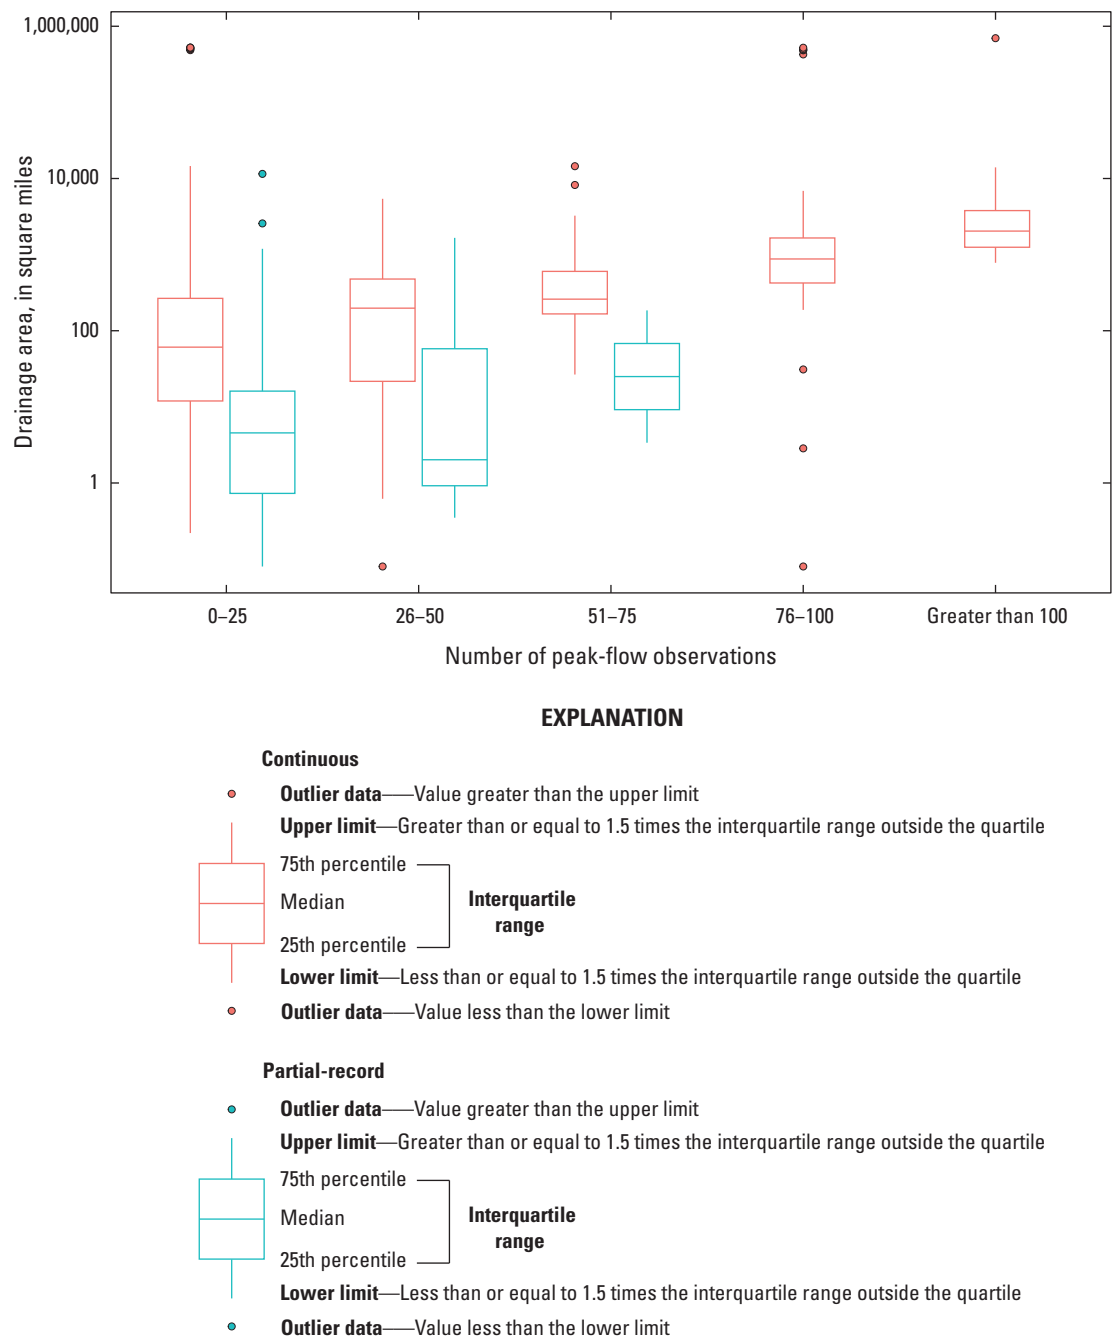 1,000,000
10,000
100
1
Drainage area, in square miles
0–25
26–50
51–75
76–100
Greater than 100
Number of peak-flow observations
EXPLANATION
Continuous
Outlier data——Value greater than the upper limit
Upper limit—Greater than or equal to 1.5 times the interquartile range outside the quartile
75th percentile
Median
25th percentile
Interquartile
range
Lower limit—Less than or equal to 1.5 times the interquartile range outside the quartile
Outlier data——Value less than the lower limit
Partial-record
Outlier data——Value greater than the upper limit
Upper limit—Greater than or equal to 1.5 times the interquartile range outside the quartile
75th percentile
Median
25th percentile
Interquartile
range
Lower limit—Less than or equal to 1.5 times the interquartile range outside the quartile
Outlier data——Value less than the lower limit